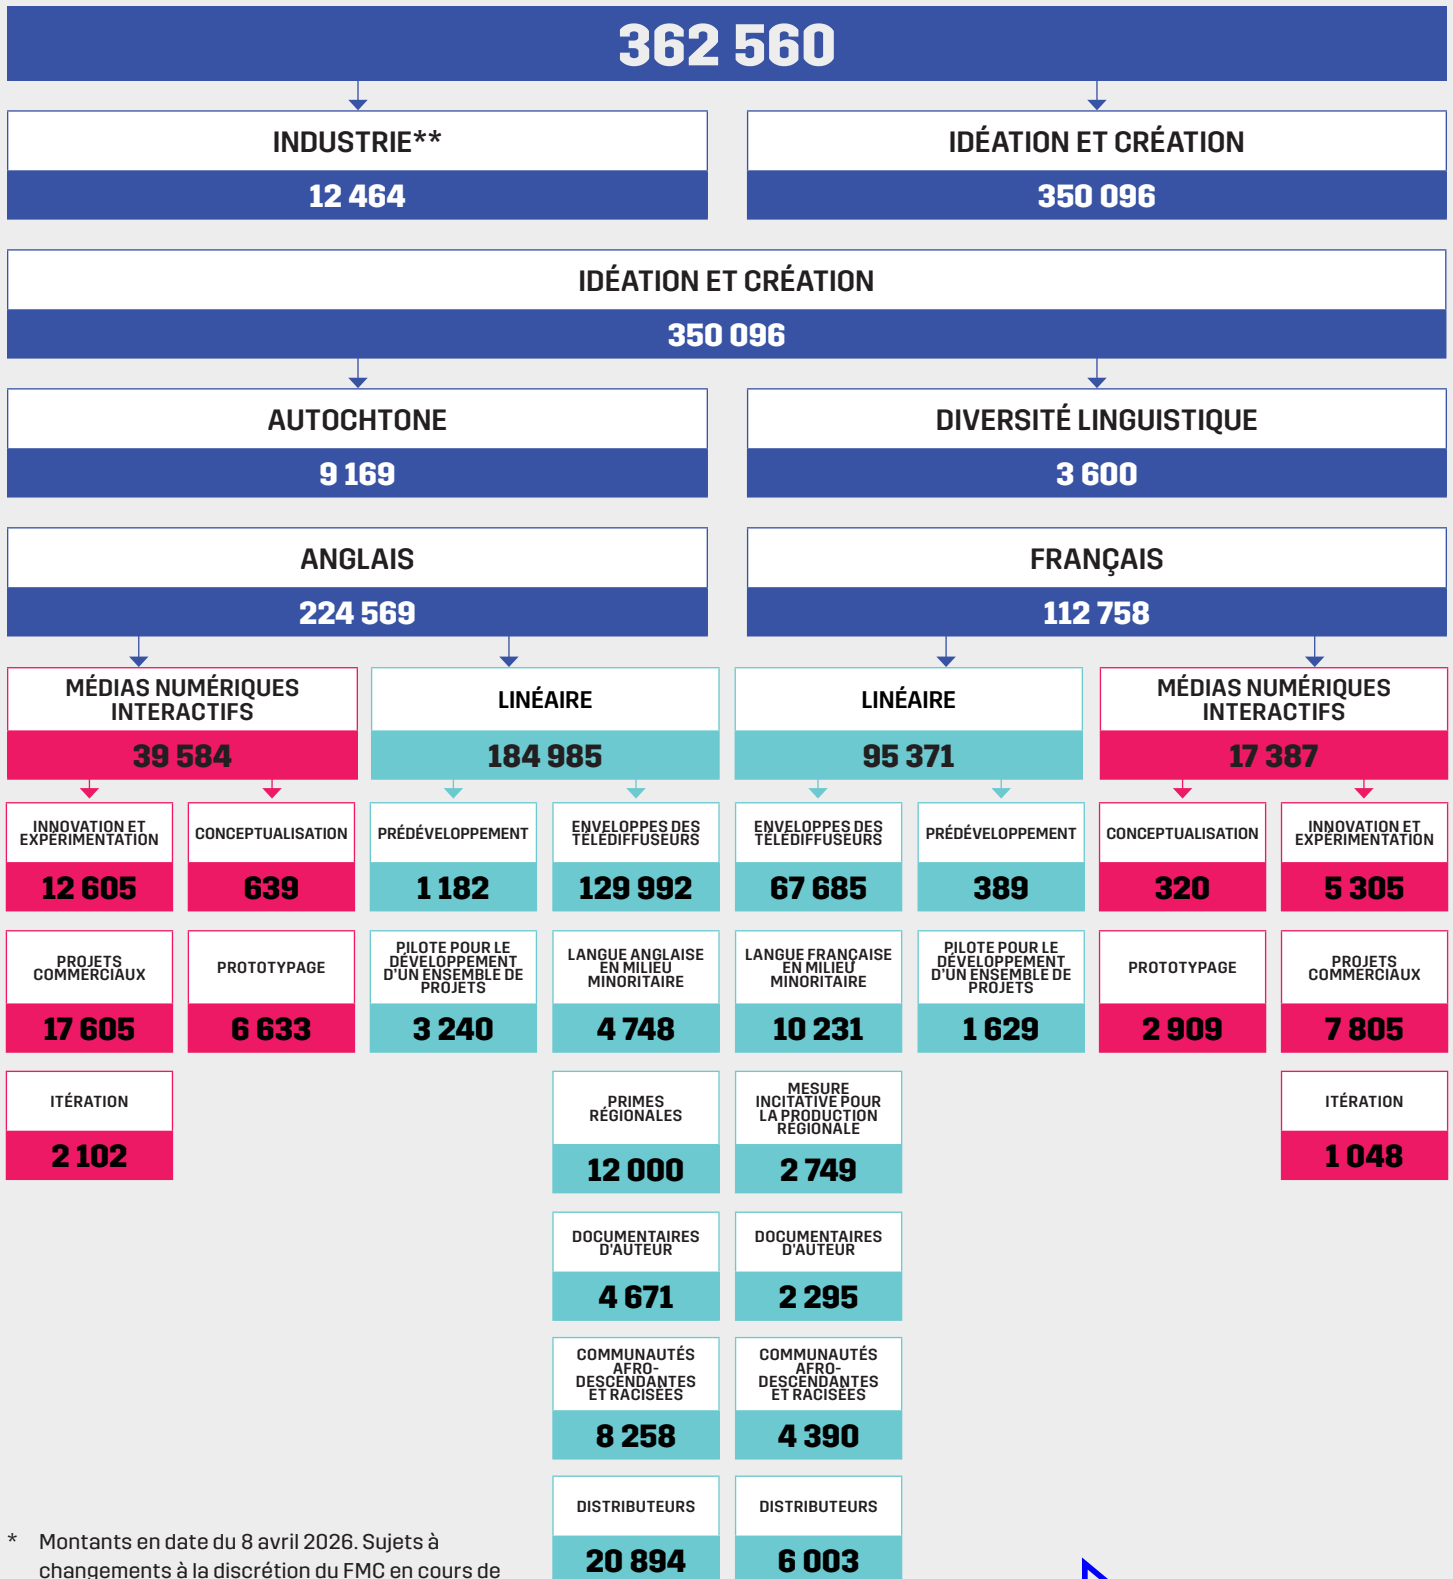 362 560
INDUSTRIE**
12 464
IDÉATION ET CRÉATION
350 096
IDÉATION ET CRÉATION
350 096
AUTOCHTONE
9 169
DIVERSITÉ LINGUISTIQUE
3 600
ANGLAIS
224 569
FRANÇAIS
112 758
MÉDIAS NUMÉRIQUES
INTERACTIFS
39 584
LINÉAIRE
184 985
LINÉAIRE
95 371
MÉDIAS NUMÉRIQUES
INTERACTIFS
17 387
INNOVATION ET
EXPÉRIMENTATION
12 605
CONCEPTUALISATION
639
PRÉDÉVELOPPEMENT
1 182
ENVELOPPES DES
TÉLÉDIFFUSEURS
129 992
ENVELOPPES DES
TÉLÉDIFFUSEURS
67 685
PRÉDÉVELOPPEMENT
389
CONCEPTUALISATION
320
INNOVATION ET
EXPÉRIMENTATION
5 305
PROJETS
COMMERCIAUX
17 605
PROTOTYPAGE
6 633
PILOTE POUR LE
DÉVELOPPEMENT
D'UN ENSEMBLE DE
PROJETS
3 240
LANGUE ANGLAISE
EN MILIEU
MINORITAIRE
4 748
LANGUE FRANÇAISE
EN MILIEU
MINORITAIRE
10 231
PILOTE POUR LE
DÉVELOPPEMENT
D'UN ENSEMBLE DE
PROJETS
1 629
PROTOTYPAGE
2 909
PROJETS
COMMERCIAUX
7 805
ITÉRATION
2 102
PRIMES
RÉGIONALES
12 000
MESURE
INCITATIVE POUR
LA PRODUCTION
RÉGIONALE
2 749
ITÉRATION
1 048
DOCUMENTAIRES
D'AUTEUR
4 671
DOCUMENTAIRES
D'AUTEUR
2 295
COMMUNAUTÉS
AFRO-
DESCENDANTES
ET RACISÉES
8 258
COMMUNAUTÉS
AFRO-
DESCENDANTES
ET RACISÉES
4 390
DISTRIBUTEURS
20 894
DISTRIBUTEURS
6 003
* Montants en date du 8 avril 2026. Sujets à
changements à la discrétion du FMC en cours de